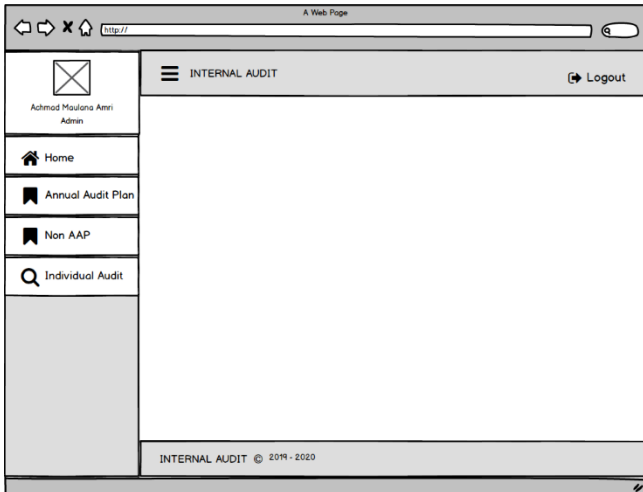 A Web Page
http://
INTERNAL AUDIT
Logout
Achmad Maulana Amri
Admin
Home
Annual Audit Plan
Non AAP
Individual Audit
INTERNAL AUDIT © 2019 - 2020